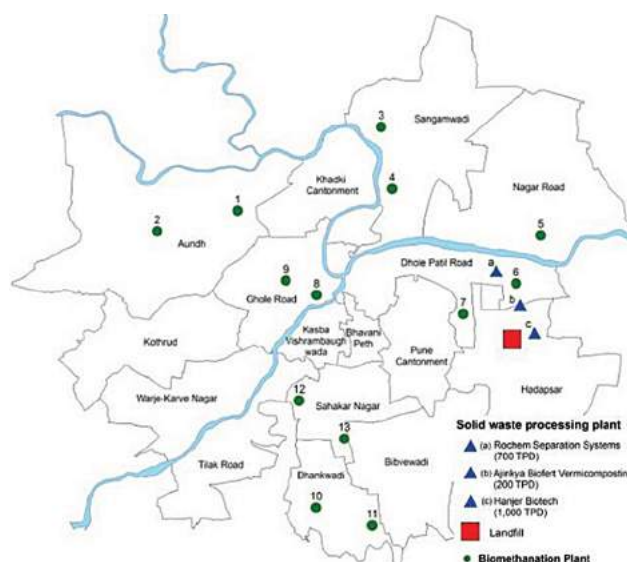 3
Sangamwadi
Khadki
Cantonment
4
Nagar Road
1
2
Aundh
5
Dhole Patil Road
a
6
9
8
b
7
Ghole Road
c
Kasba
Vishrambaugh
wada
Bhavani
Peth
Pune
Cantonment
Kothrud
Hadapsar
Warje-Karve Nagar
12
Sahakar Nagar
13
Tilak Road
Bibvewadi
Dhankwadi
10
11
Solid waste processing plant
(a) Rochem Separation Systems
(700 TPD)
(b) Ajinkya Biofert Vermicompostin
(200 TPD)
(c) Hanjer Biotech
(1,000 TPD)
Landfill
Biomethanation Plant